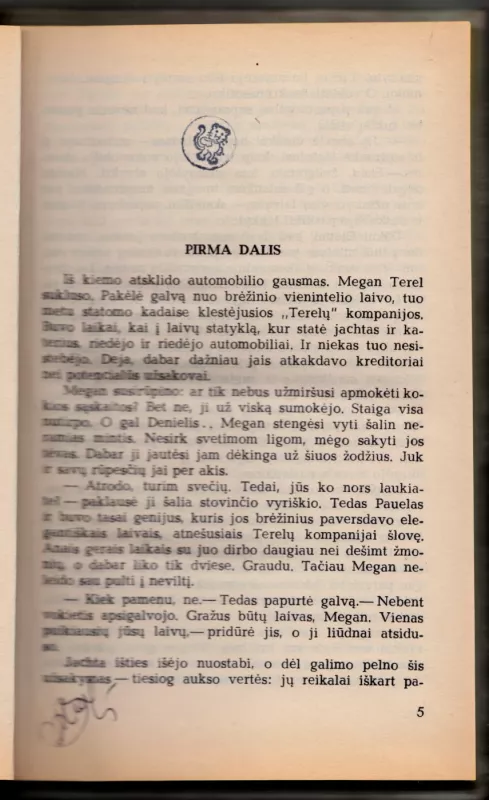 PIRMA DALIS
Iš kiemo atsklido automobilio gausmas. Megan Terel
sukluso. Pakėlė galvą nuo brėžinio vienintelio laivo, tuo
metu statomo kadaise klestėjusios „Terelų" kompanijos.
Buvo laikai, kai į laivų statyklą, kur statė jachtas ir ka-
terius, riedėjo ir riedėjo automobiliai. Ir niekas tuo nesi-
stebėjo. Deja, dabar dažniau jais atkakdavo kreditoriai
nei potencialūs užsakovai.
Megan susirūpino: ar tik nebus užmiršusi apmokėti ko-
kios sąskaitos? Bet ne, ji už viską sumokėjo. Staiga visa
nutirpo. O gal Denielis.. Megan stengėsi vyti šalin ne-
ramias mintis. Nesirk svetimom ligom, mėgo sakyti jos
tėvas. Dabar ji jautėsi jam dėkinga už šiuos žodžius. Juk
ir savų rūpesčių jai per akis.
— Atrodo, turim svečių. Tedai, jūs ko nors laukia-
te? — paklausė ji šalia stovinčio vyriškio. Tedas Pauelas
ir buvo tasai genijus, kuris jos brėžinius paversdavo ele-
gantiškais laivais, atnešusiais Terelų kompanijai šlovę.
Anais gerais laikais su juo dirbo daugiau nei dešimt žmo-
nių, o dabar liko tik dviese. Graudu. Tačiau Megan ne-
leido sau pulti į neviltį.
— Kiek pamenu, ne.— Tedas papurtė galvą.— Nebent
apsigalvojo. Gražus būtų laivas, Megan. Vienas
puikiausių jūsų laivų,— pridūrė jis, o ji liūdnai atsidu-
so.
Jachta išties išėjo nuostabi, o dėl galimo pelno šis
užsakymas — tiesiog aukso vertės: jų reikalai iškart pa-
5